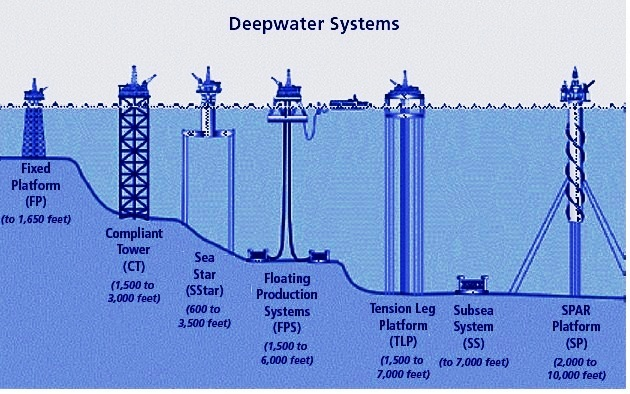 Deepwater Systems
Fixed
Platform
(FP)
(to 1,650 feet)
Compliant
Tower
(CT)
(1,500 to
3,000 feet)
Sea
Star
(SStar)
(600 to
3,500 feet)
Floating
Production
Systems
(FPS)
(1,500 to
6,000 feet)
Tension Leg
Platform
(TLP)
(1,500 to
7,000 feet)
Subsea
System
(SS)
(to 7,000 feet)
SPAR
Platform
(SP)
(2,000 to
10,000 feet)